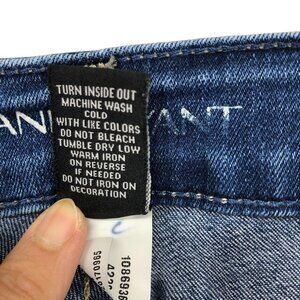 TURN INSIDE OUT
MACHINE WASH
COLD
WITH LIKE COLORS
DO NOT BLEACH
TUMBLE DRY LOW
WARM IRON
ON REVERSE
IF NEEDED
DO NOT IRON ON
DECORATION
ANT
C